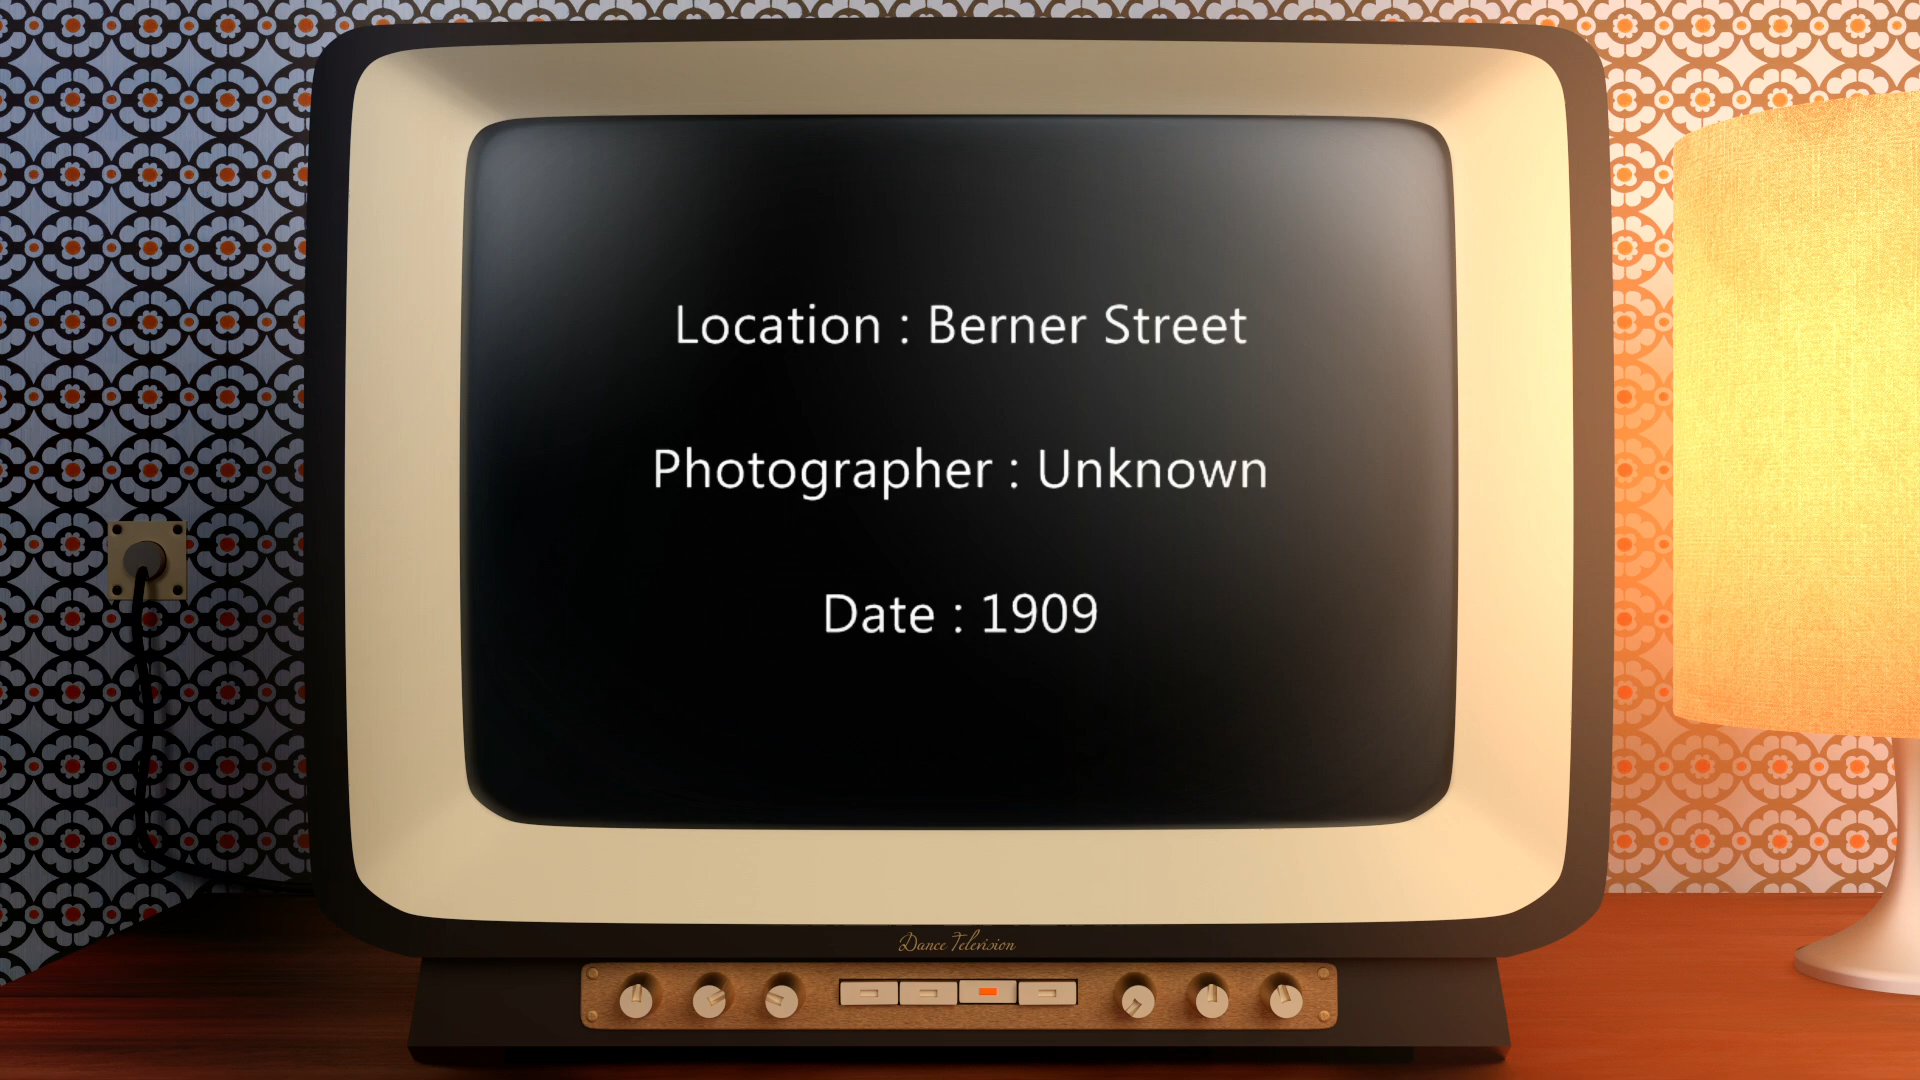 Location : Berner Street
Photographer : Unknown
Date : 1909
Dance Television